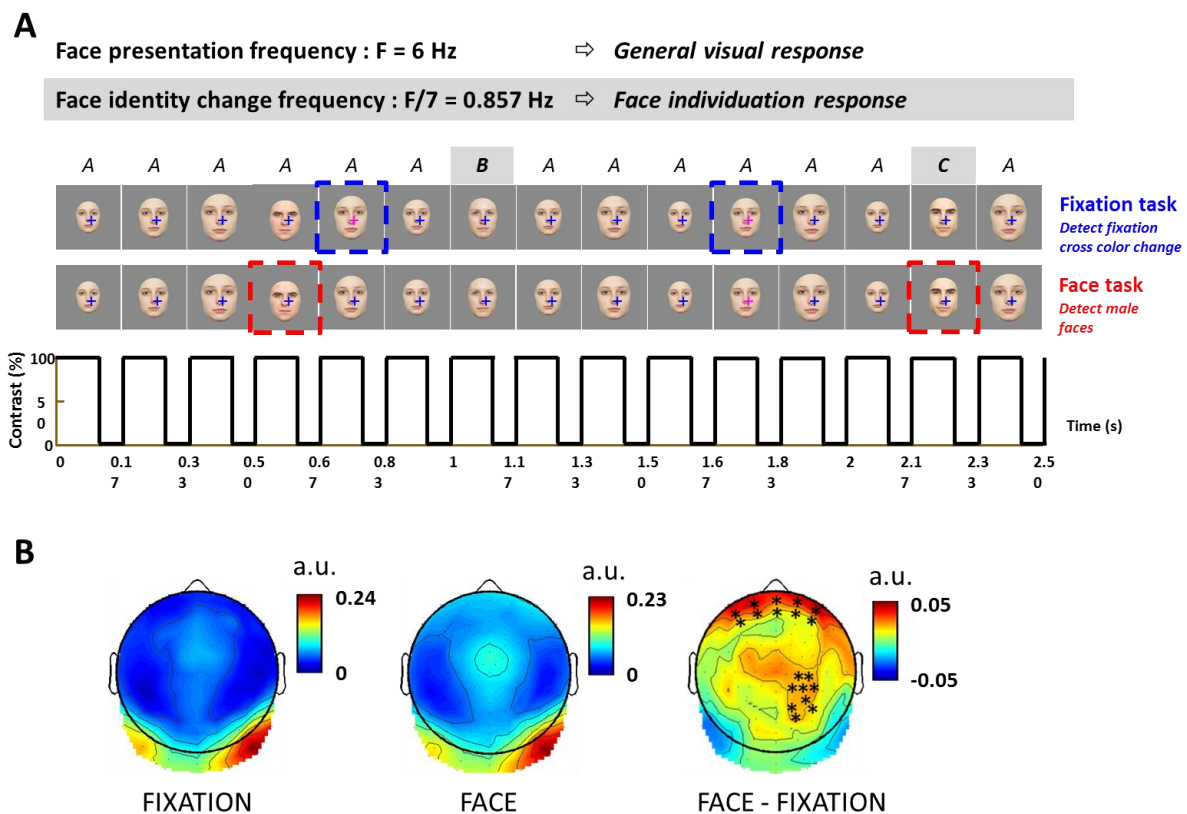 A
Face presentation frequency : F = 6 Hz ⇨ General visual response
Face identity change frequency : F/7 = 0.857 Hz ⇨ Face individuation response
A A A A A A B A A A A A A C A
Fixation task
Detect fixation
cross color change
Face task
Detect male
faces
Contrast (%)
100
5
0
0
Time (s)
0 0.1 0.3 0.5 0.6 0.8 1 1.1 1.3 1.5 1.6 1.8 2 2.1 2.3 2.5
7 3 0 7 3 7 3 0 7 3 7 3 0
B
a.u. a.u. a.u.
0.24 0.23 0.05
0 0 -0.05
FIXATION FACE FACE - FIXATION